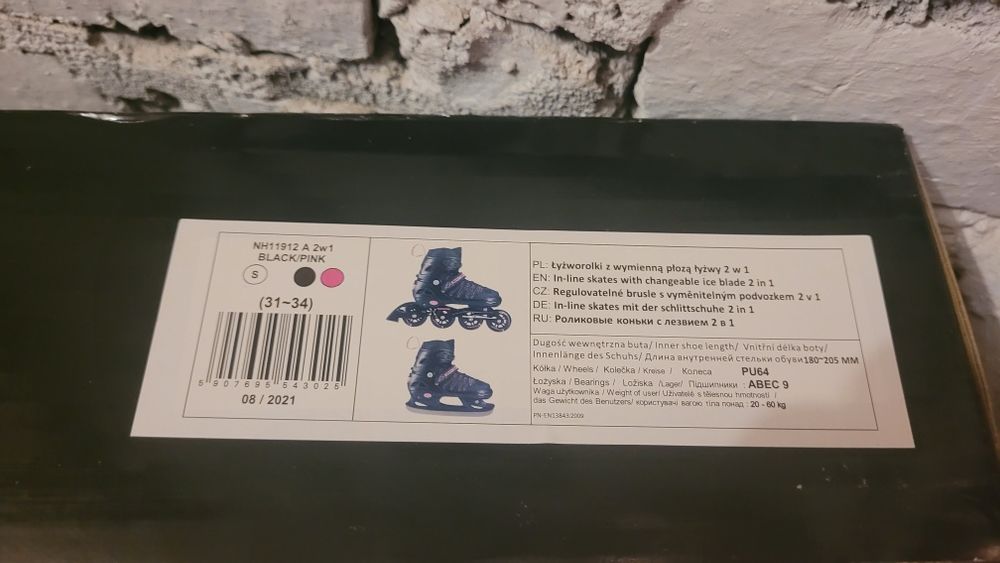 NH11912 A 2w1
BLACK/PINK
S
(31~34)
5 907695 543025
08 / 2021
PL: Łyżworolki z wymienną płozą łyżwy 2 w 1
EN: In-line skates with changeable ice blade 2 in 1
CZ: Regulovatelné brusle s vyměnitelným podvozkem 2 v 1
DE: In-line skates mit der schlittschuhe 2 in 1
RU: Роликовые коньки с лезвием 2 в 1
Dugość wewnętrzna buta/ Inner shoe length/ Vnitřní délka boty/
Innenlänge des Schuhs/ Длина внутренней стельки обуви 180~205 MM
Kółka / Wheels / Kolečka / Kreise / Колеса PU64
Łożyska / Bearings / Ložiska /Lager/ Підшипники : ABEC 9
Waga użytkownika / Weight of user/ Uživatelé s tělesnou hmotností /
das Gewicht des Benutzers/ користувачі вагою тіла понад : 20 - 60 kg
PN-EN13843:2009